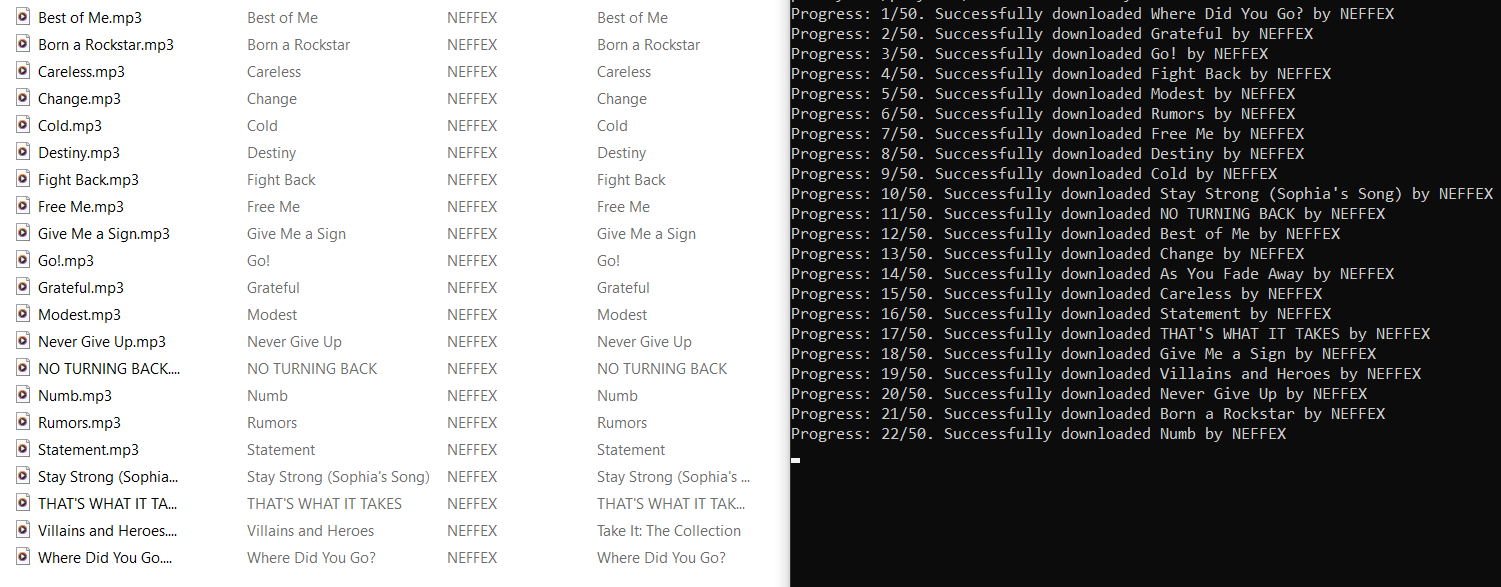 Best of Me.mp3 Best of Me NEFFEX Best of Me
Born a Rockstar.mp3 Born a Rockstar NEFFEX Born a Rockstar
Careless.mp3 Careless NEFFEX Careless
Change.mp3 Change NEFFEX Change
Cold.mp3 Cold NEFFEX Cold
Destiny.mp3 Destiny NEFFEX Destiny
Fight Back.mp3 Fight Back NEFFEX Fight Back
Free Me.mp3 Free Me NEFFEX Free Me
Give Me a Sign.mp3 Give Me a Sign NEFFEX Give Me a Sign
Go!.mp3 Go! NEFFEX Go!
Grateful.mp3 Grateful NEFFEX Grateful
Modest.mp3 Modest NEFFEX Modest
Never Give Up.mp3 Never Give Up NEFFEX Never Give Up
NO TURNING BACK.... NO TURNING BACK NEFFEX NO TURNING BACK
Numb.mp3 Numb NEFFEX Numb
Rumors.mp3 Rumors NEFFEX Rumors
Statement.mp3 Statement NEFFEX Statement
Stay Strong (Sophia... Stay Strong (Sophia's Song) NEFFEX Stay Strong (Sophia's ...
THAT'S WHAT IT TA... THAT'S WHAT IT TAKES NEFFEX THAT'S WHAT IT TAK...
Villains and Heroes.... Villains and Heroes NEFFEX Take It: The Collection
Where Did You Go.... Where Did You Go? NEFFEX Where Did You Go?
Progress: 1/50. Successfully downloaded Where Did You Go? by NEFFEX
Progress: 2/50. Successfully downloaded Grateful by NEFFEX
Progress: 3/50. Successfully downloaded Go! by NEFFEX
Progress: 4/50. Successfully downloaded Fight Back by NEFFEX
Progress: 5/50. Successfully downloaded Modest by NEFFEX
Progress: 6/50. Successfully downloaded Rumors by NEFFEX
Progress: 7/50. Successfully downloaded Free Me by NEFFEX
Progress: 8/50. Successfully downloaded Destiny by NEFFEX
Progress: 9/50. Successfully downloaded Cold by NEFFEX
Progress: 10/50. Successfully downloaded Stay Strong (Sophia's Song) by NEFFEX
Progress: 11/50. Successfully downloaded NO TURNING BACK by NEFFEX
Progress: 12/50. Successfully downloaded Best of Me by NEFFEX
Progress: 13/50. Successfully downloaded Change by NEFFEX
Progress: 14/50. Successfully downloaded As You Fade Away by NEFFEX
Progress: 15/50. Successfully downloaded Careless by NEFFEX
Progress: 16/50. Successfully downloaded Statement by NEFFEX
Progress: 17/50. Successfully downloaded THAT'S WHAT IT TAKES by NEFFEX
Progress: 18/50. Successfully downloaded Give Me a Sign by NEFFEX
Progress: 19/50. Successfully downloaded Villains and Heroes by NEFFEX
Progress: 20/50. Successfully downloaded Never Give Up by NEFFEX
Progress: 21/50. Successfully downloaded Born a Rockstar by NEFFEX
Progress: 22/50. Successfully downloaded Numb by NEFFEX